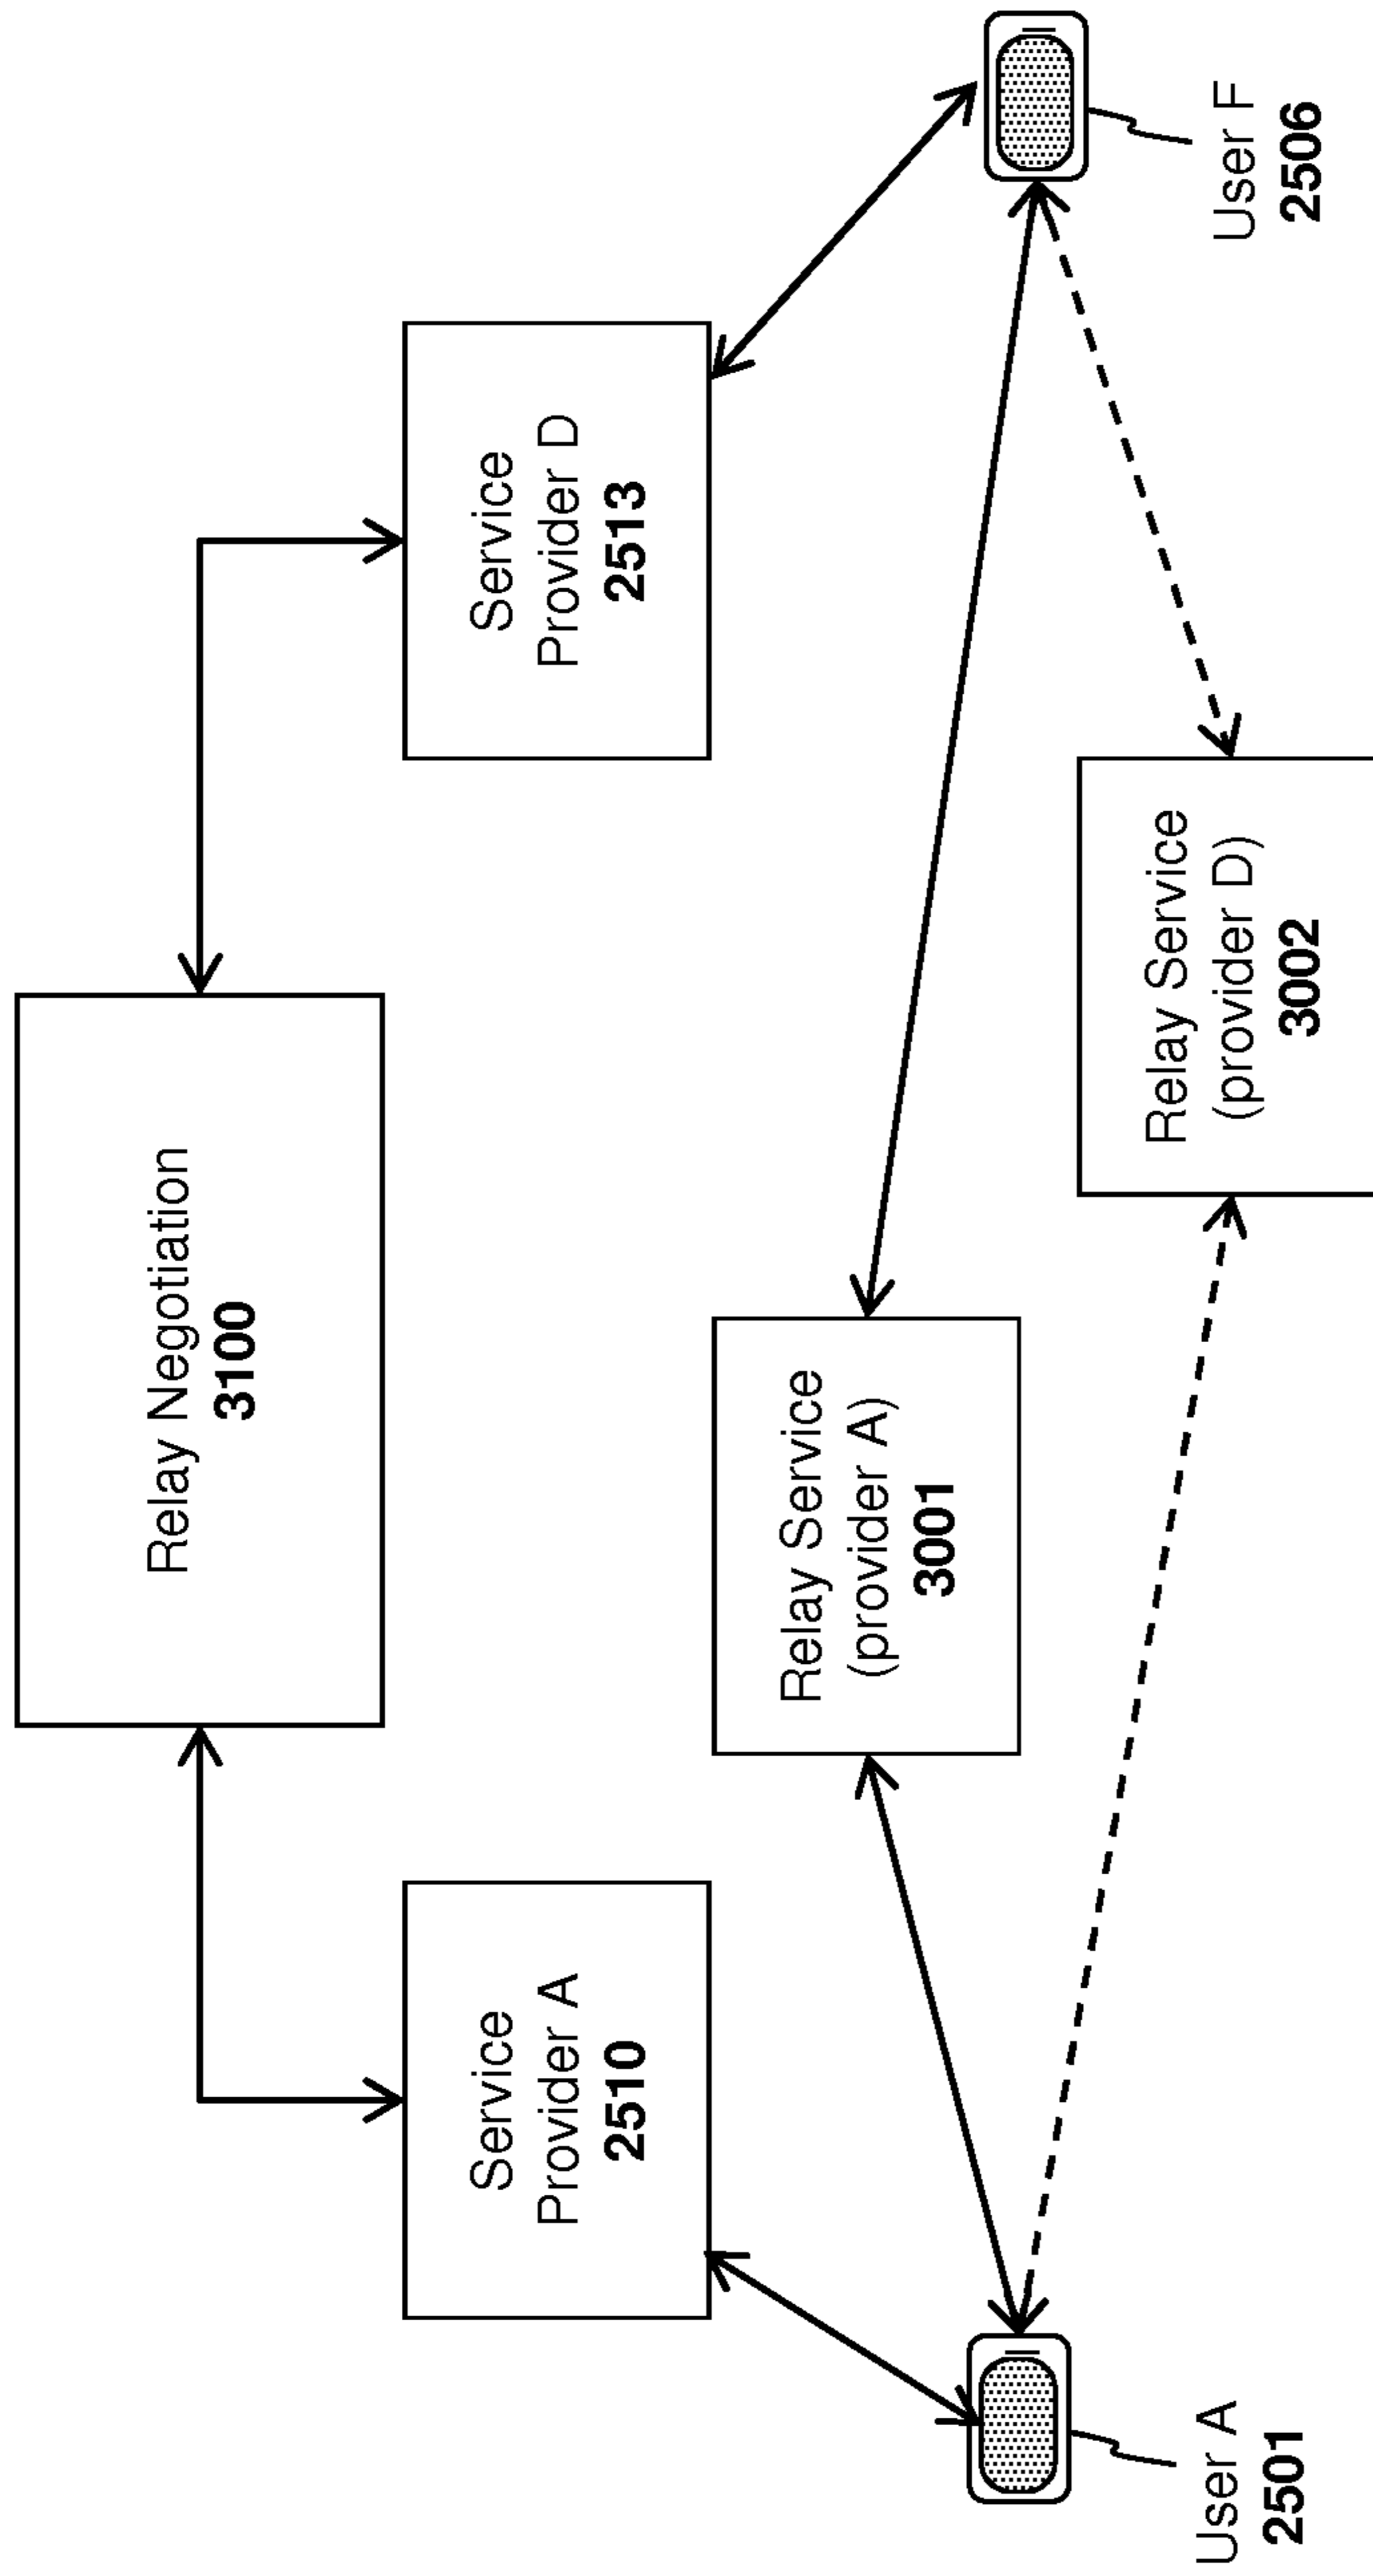 Relay Negotiation
3100
Service
Provider A
2510
Service
Provider D
2513
Relay Service
(provider A)
3001
Relay Service
(provider D)
3002
User A
2501
User F
2506